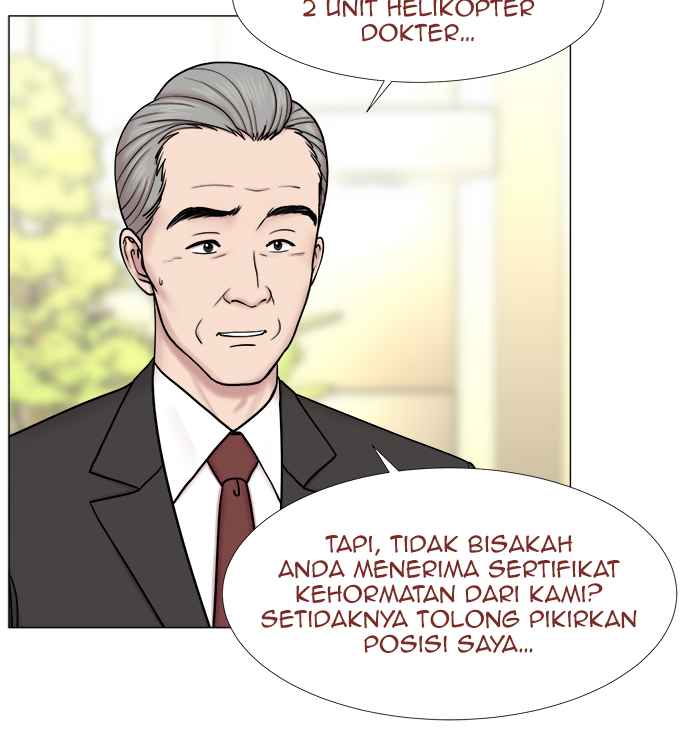 2 UNIT HELIKOPTER
DOKTER...
TAPI, TIDAK BISAKAH
ANDA MENERIMA SERTIFIKAT
KEHORMATAN DARI KAMI?
SETIDAKNYA TOLONG PIKIRKAN
POSISI SAYA...